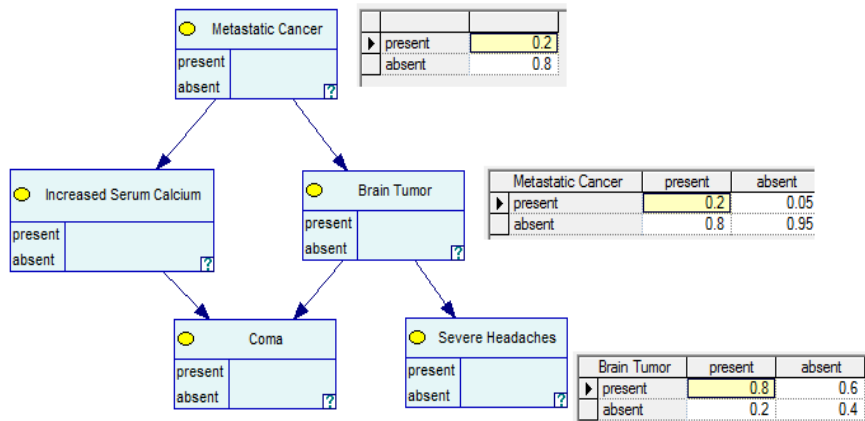 Metastatic Cancer
present
absent
?
present 0.2
absent 0.8
Increased Serum Calcium
present
absent
?
Brain Tumor
present
absent
?
Metastatic Cancer present absent
present 0.2 0.05
absent 0.8 0.95
Coma
present
absent
?
Severe Headaches
present
absent
?
Brain Tumor present absent
present 0.8 0.6
absent 0.2 0.4